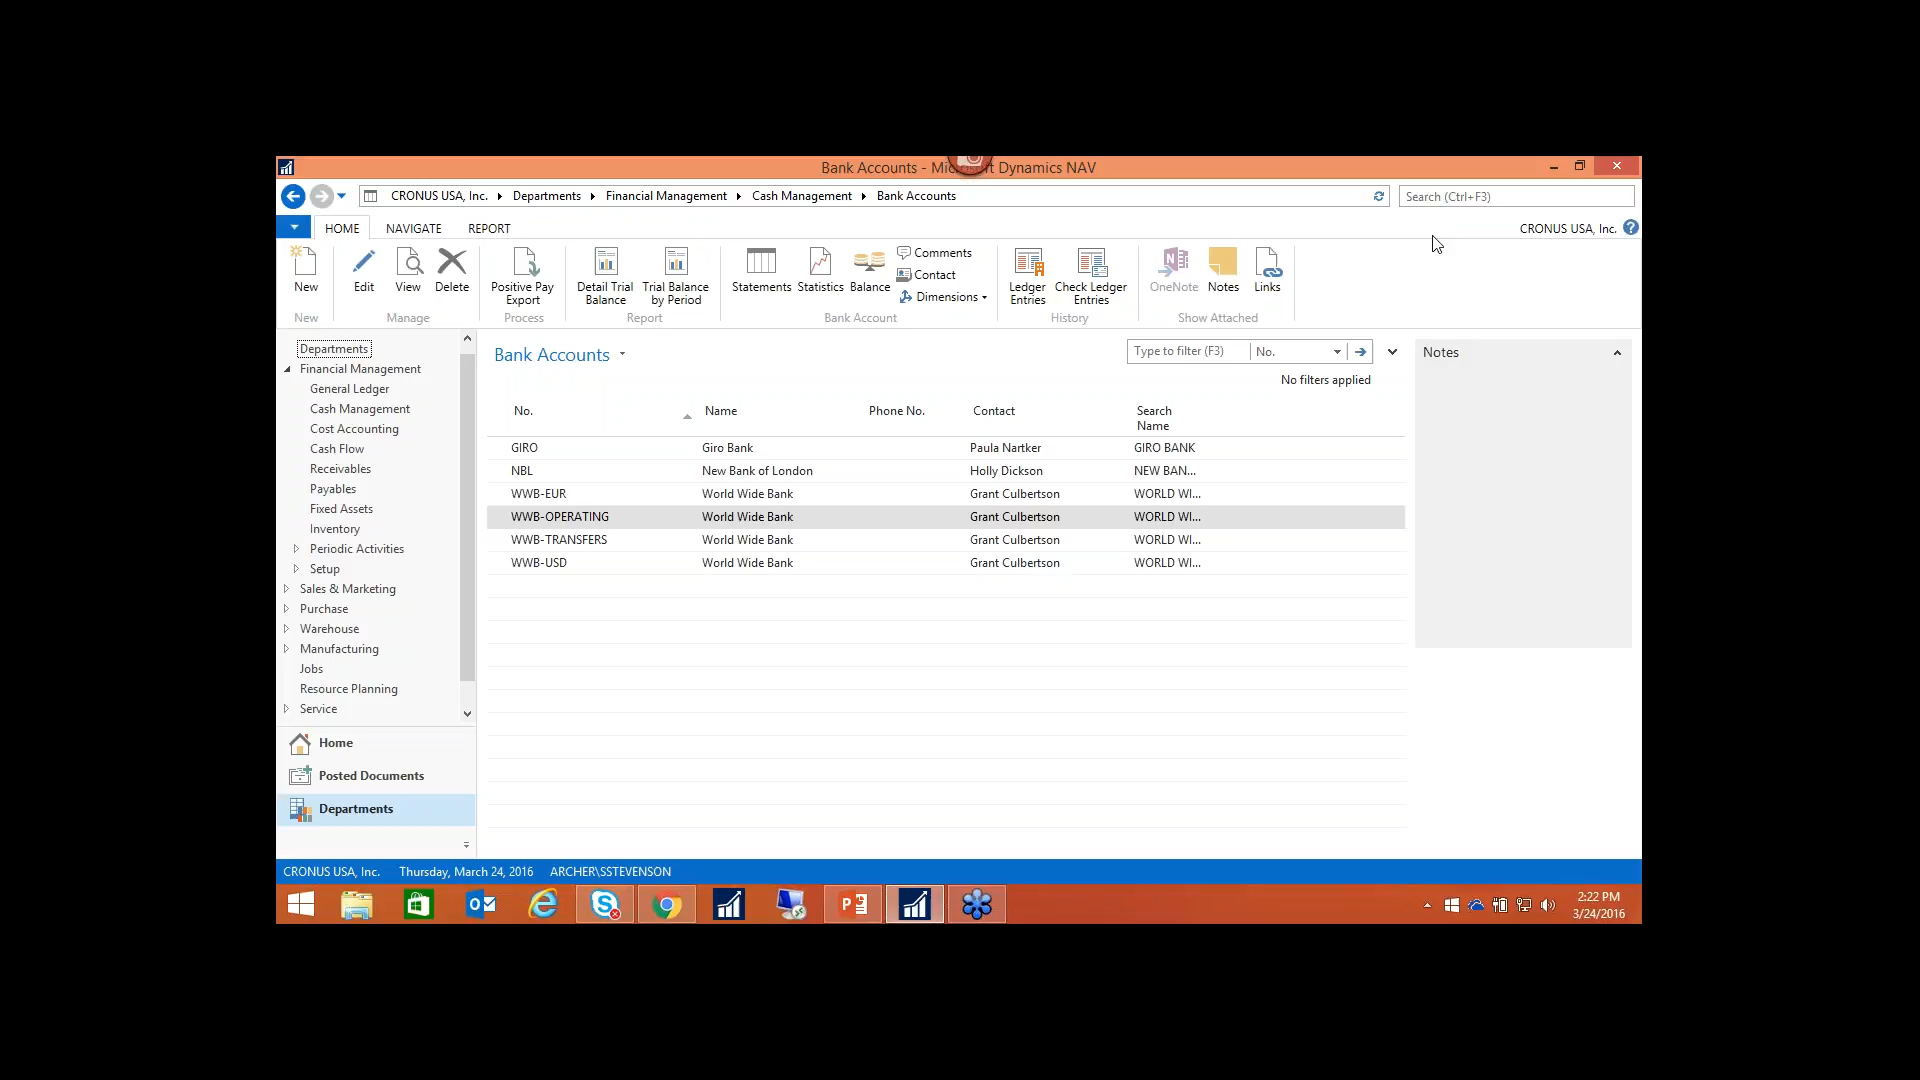 Bank Accounts - Microsoft Dynamics NAV
CRONUS USA, Inc. Departments Financial Management Cash Management Bank Accounts
Search (Ctrl+F3)
HOME NAVIGATE REPORT
CRONUS USA, Inc.
New
Edit
View
Delete
Positive Pay
Export
Detail Trial
Balance
Trial Balance
by Period
Statements
Statistics
Balance
Comments
Contact
Dimensions
Ledger
Entries
Check Ledger
Entries
OneNote
Notes
Links
New Manage Process Report Bank Account History Show Attached
Departments
Financial Management
General Ledger
Cash Management
Cost Accounting
Cash Flow
Receivables
Payables
Fixed Assets
Inventory
Periodic Activities
Setup
Sales & Marketing
Purchase
Warehouse
Manufacturing
Jobs
Resource Planning
Service
Home
Posted Documents
Departments
Bank Accounts
Type to filter (F3) No.
No filters applied
No. Name Phone No. Contact Search
Name
GIRO Giro Bank Paula Nartker GIRO BANK
NBL New Bank of London Holly Dickson NEW BAN...
WWB-EUR World Wide Bank Grant Culbertson WORLD WI...
WWB-OPERATING World Wide Bank Grant Culbertson WORLD WI...
WWB-TRANSFERS World Wide Bank Grant Culbertson WORLD WI...
WWB-USD World Wide Bank Grant Culbertson WORLD WI...
Notes
CRONUS USA, Inc. Thursday, March 24, 2016 ARCHER\SSTEVENSON
2:22 PM
3/24/2016